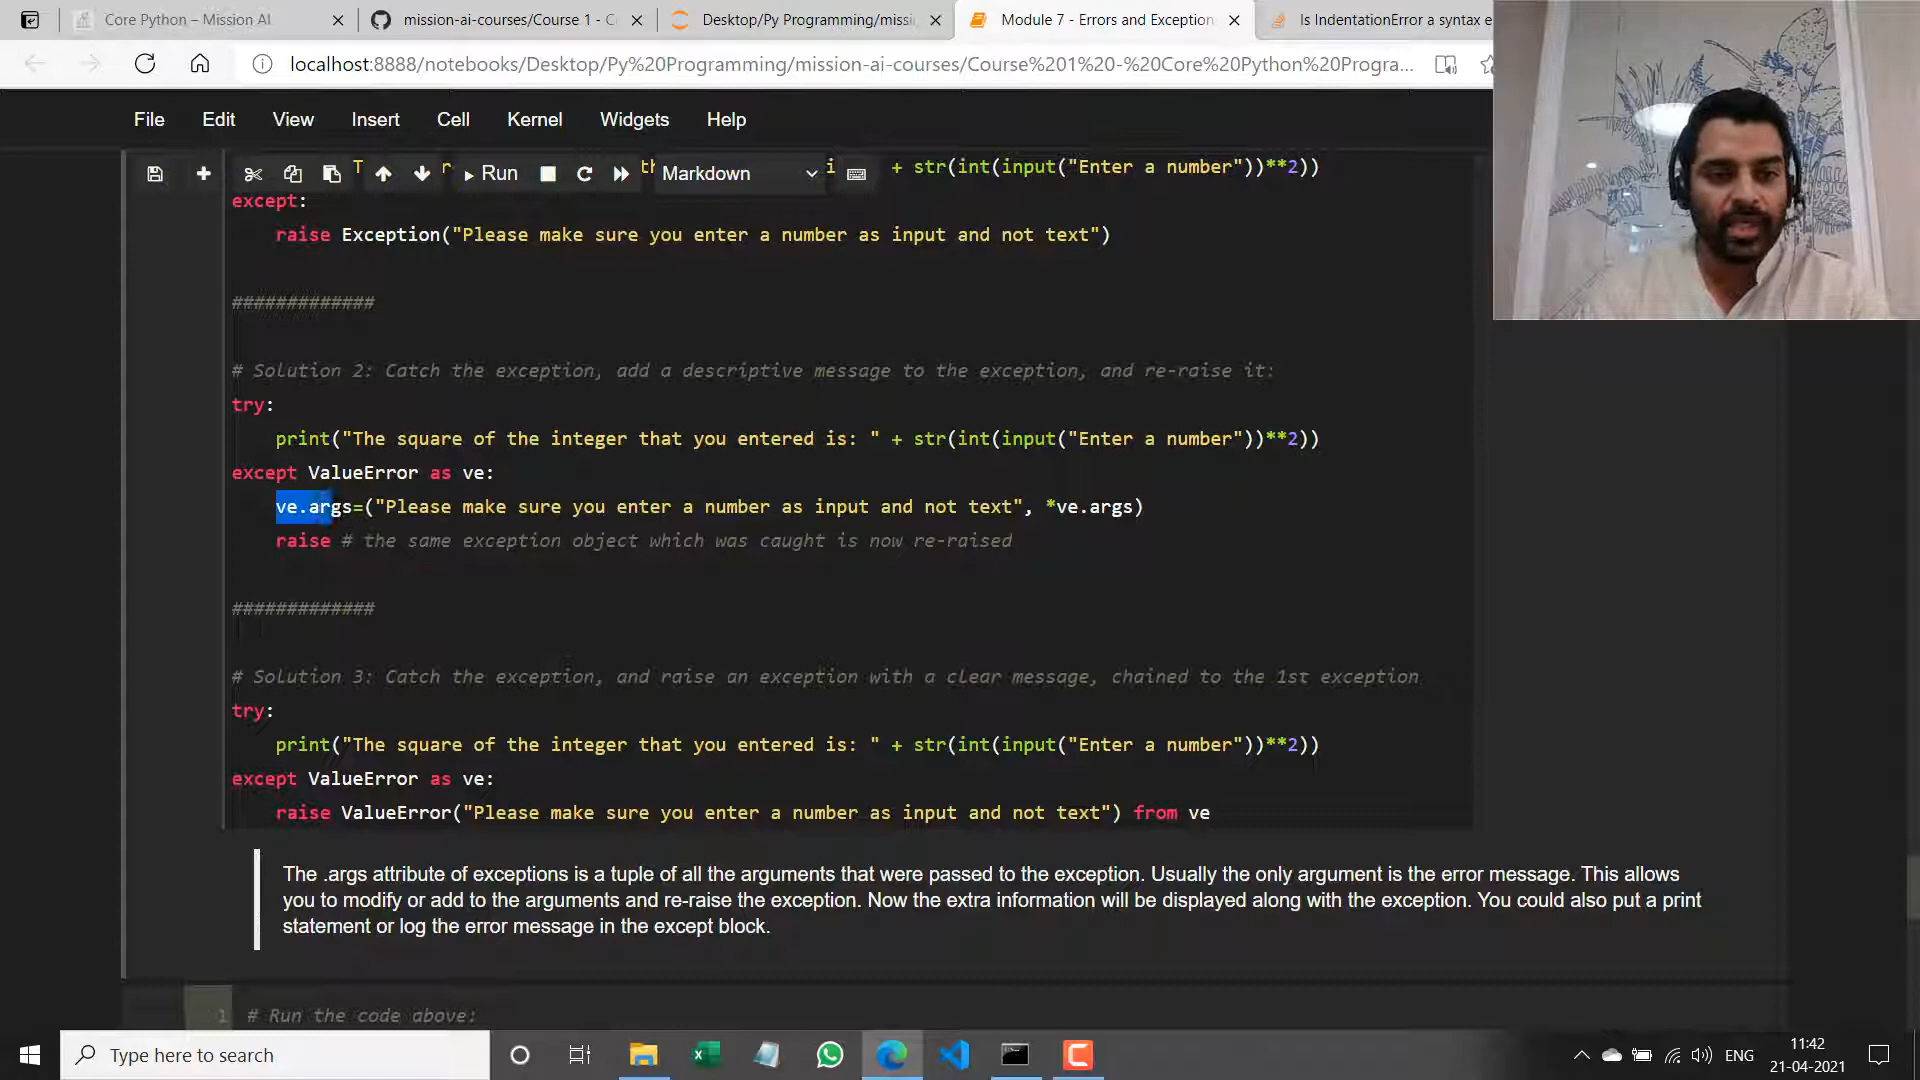 Core Python – Mission AI
mission-ai-courses/Course 1 - C
Desktop/Py Programming/missi
Module 7 - Errors and Exception
Is IndentationError a syntax e
localhost:8888/notebooks/Desktop/Py%20Programming/mission-ai-courses/Course%201%20-%20Core%20Python%20Progra...
File Edit View Insert Cell Kernel Widgets Help
Run Markdown
+ str(int(input("Enter a number"))**2))
except:
raise Exception("Please make sure you enter a number as input and not text")
#############
# Solution 2: Catch the exception, add a descriptive message to the exception, and re-raise it:
try:
print("The square of the integer that you entered is: " + str(int(input("Enter a number"))**2))
except ValueError as ve:
ve.args=("Please make sure you enter a number as input and not text", *ve.args)
raise # the same exception object which was caught is now re-raised
#############
# Solution 3: Catch the exception, and raise an exception with a clear message, chained to the 1st exception
try:
print("The square of the integer that you entered is: " + str(int(input("Enter a number"))**2))
except ValueError as ve:
raise ValueError("Please make sure you enter a number as input and not text") from ve
The .args attribute of exceptions is a tuple of all the arguments that were passed to the exception. Usually the only argument is the error message. This allows
you to modify or add to the arguments and re-raise the exception. Now the extra information will be displayed along with the exception. You could also put a print
statement or log the error message in the except block.
1 # Run the code above:
Type here to search
ENG
11:42
21-04-2021